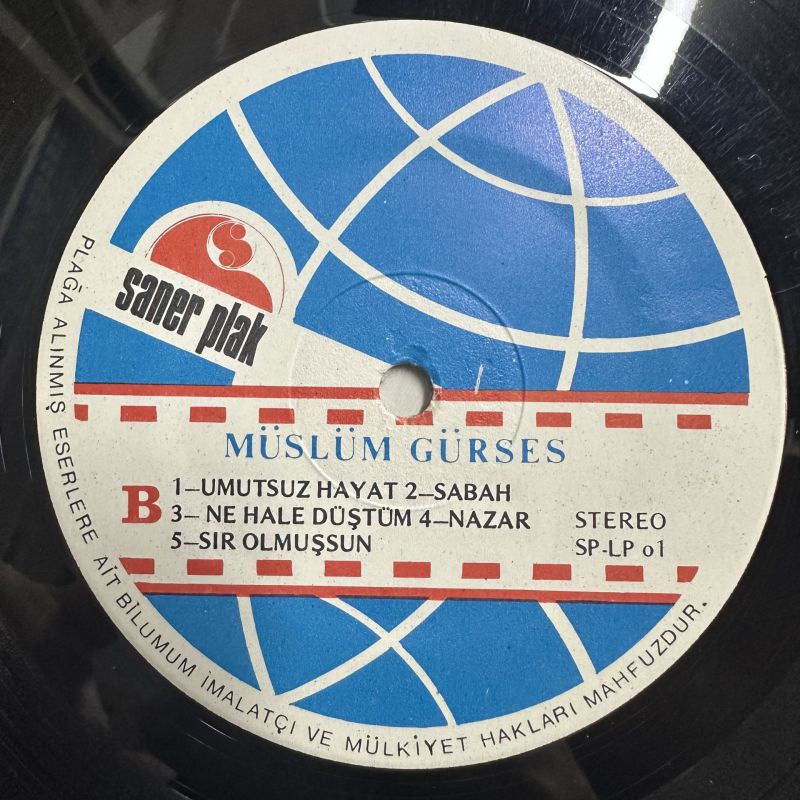 saner plak
MÜSLÜM GÜRSES
B
1–UMUTSUZ HAYAT 2–SABAH
3– NE HALE DÜŞTÜM 4–NAZAR
5–SIR OLMUŞSUN
STEREO
SP-LP o1
PLAĞA ALINMIŞ ESERLERE AİT BİLUMUM İMALATÇI VE MÜLKİYET HAKLARI MAHFUZDUR.